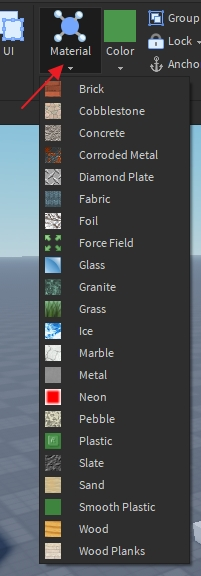 UI
Material
Color
Group
Lock
Ancho
Brick
Cobblestone
Concrete
Corroded Metal
Diamond Plate
Fabric
Foil
Force Field
Glass
Granite
Grass
Ice
Marble
Metal
Neon
Pebble
Plastic
Slate
Sand
Smooth Plastic
Wood
Wood Planks